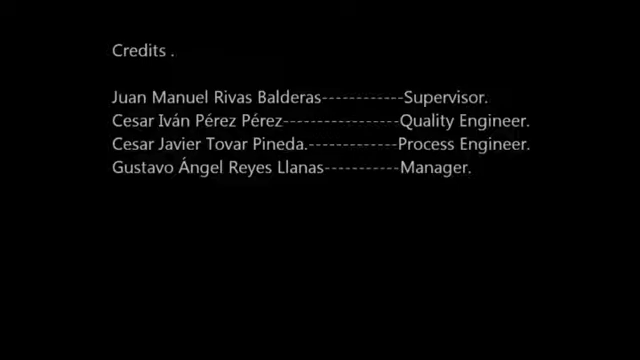 Credits .
Juan Manuel Rivas Balderas------------Supervisor.
Cesar Iván Pérez Pérez-----------------Quality Engineer.
Cesar Javier Tovar Pineda.-------------Process Engineer.
Gustavo Ángel Reyes Llanas-----------Manager.